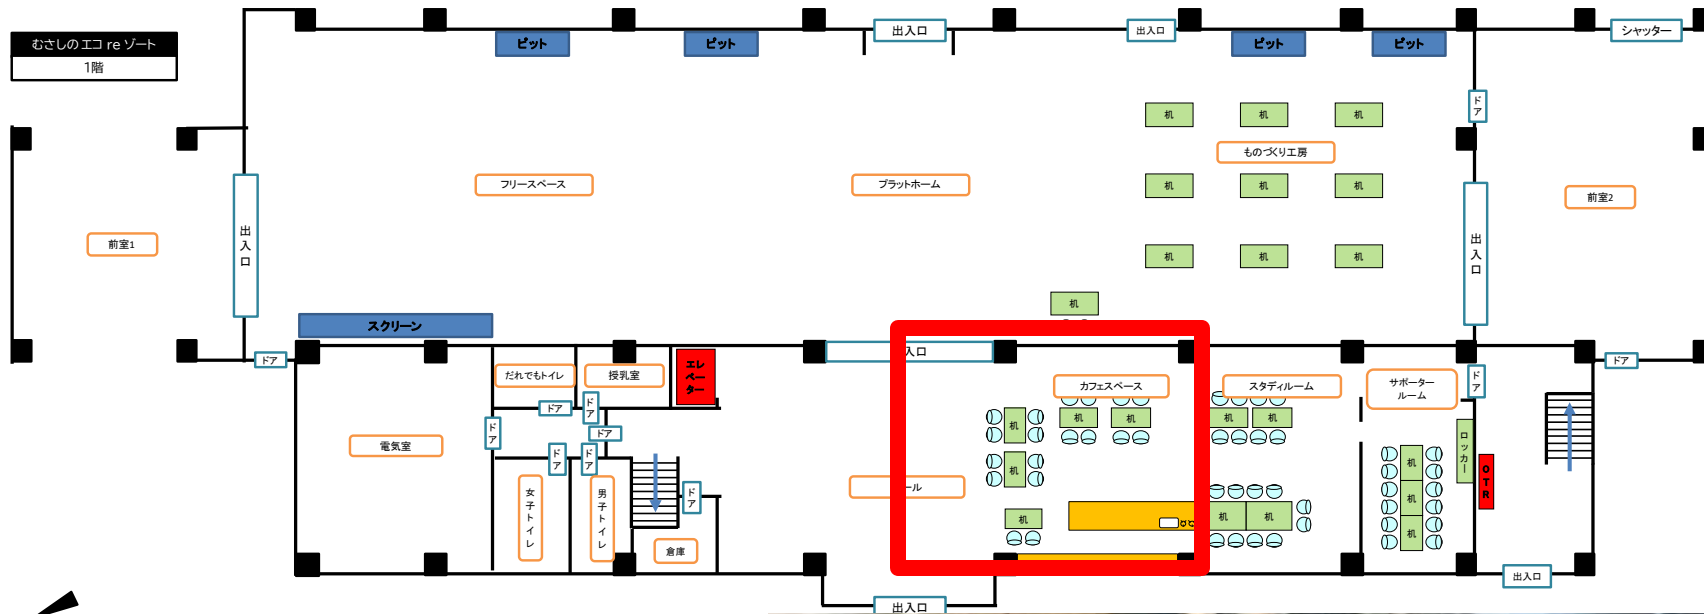 むさしのエコreゾート
1階
出入口
出入口
シャッター
ピット
ピット
ピット
ピット
ドア
机
机
机
ものづくり工房
フリースペース
プラットホーム
机
机
机
前室2
前室1
出入口
出入口
机
机
机
机
スクリーン
ドア
入口
ドア
だれでもトイレ
授乳室
エレベーター
カフェスペース
スタディルーム
サポータールーム
ドア
ドア
ドア
ドア
ドア
電気室
机
机
机
机
机
机
ロッカー
ドア
ドア
机
机
机
机
OTR
女子トイレ
男子トイレ
ドア
ール
机
机
机
机
倉庫
出入口
出入口